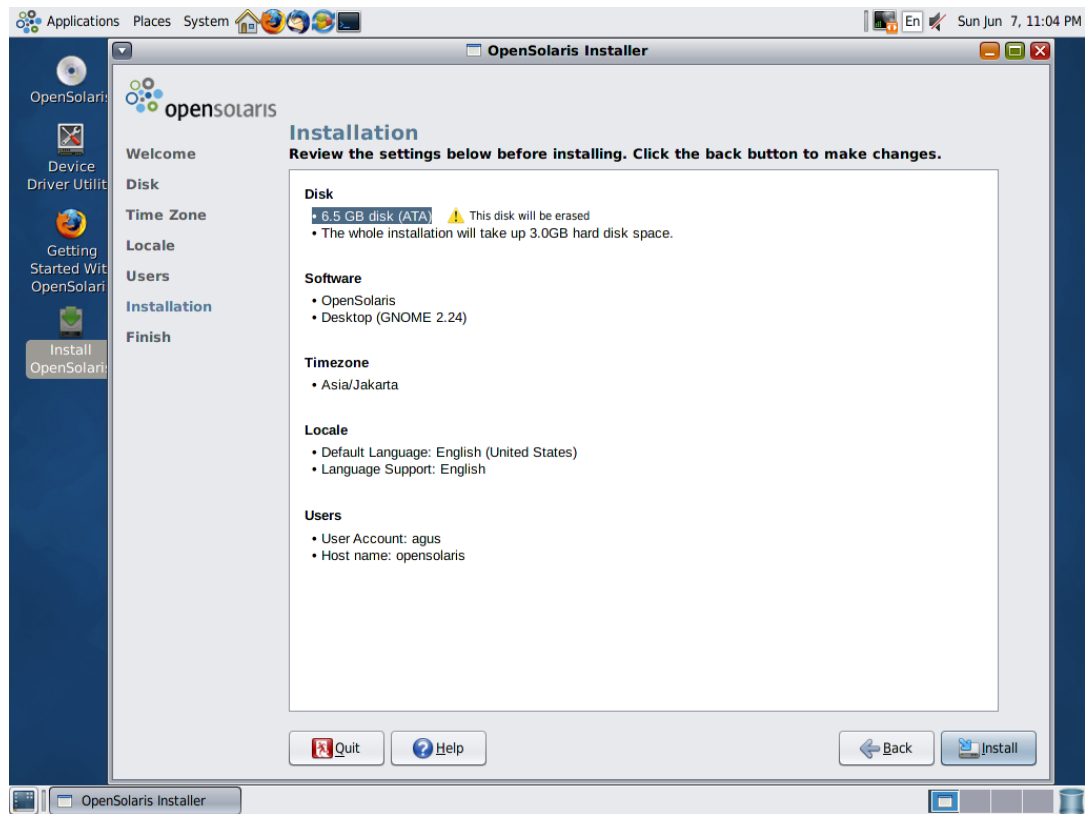 Applications Places System En Sun Jun 7, 11:04 PM
OpenSolaris Installer
OpenSolaris
Device
Driver Utilit
Getting
Started Wit
OpenSolari
Install
OpenSolaris
opensolaris
Welcome
Disk
Time Zone
Locale
Users
Installation
Finish
Installation
Review the settings below before installing. Click the back button to make changes.
Disk
• 6.5 GB disk (ATA) This disk will be erased
• The whole installation will take up 3.0GB hard disk space.
Software
• OpenSolaris
• Desktop (GNOME 2.24)
Timezone
• Asia/Jakarta
Locale
• Default Language: English (United States)
• Language Support: English
Users
• User Account: agus
• Host name: opensolaris
Quit Help Back Install
OpenSolaris Installer